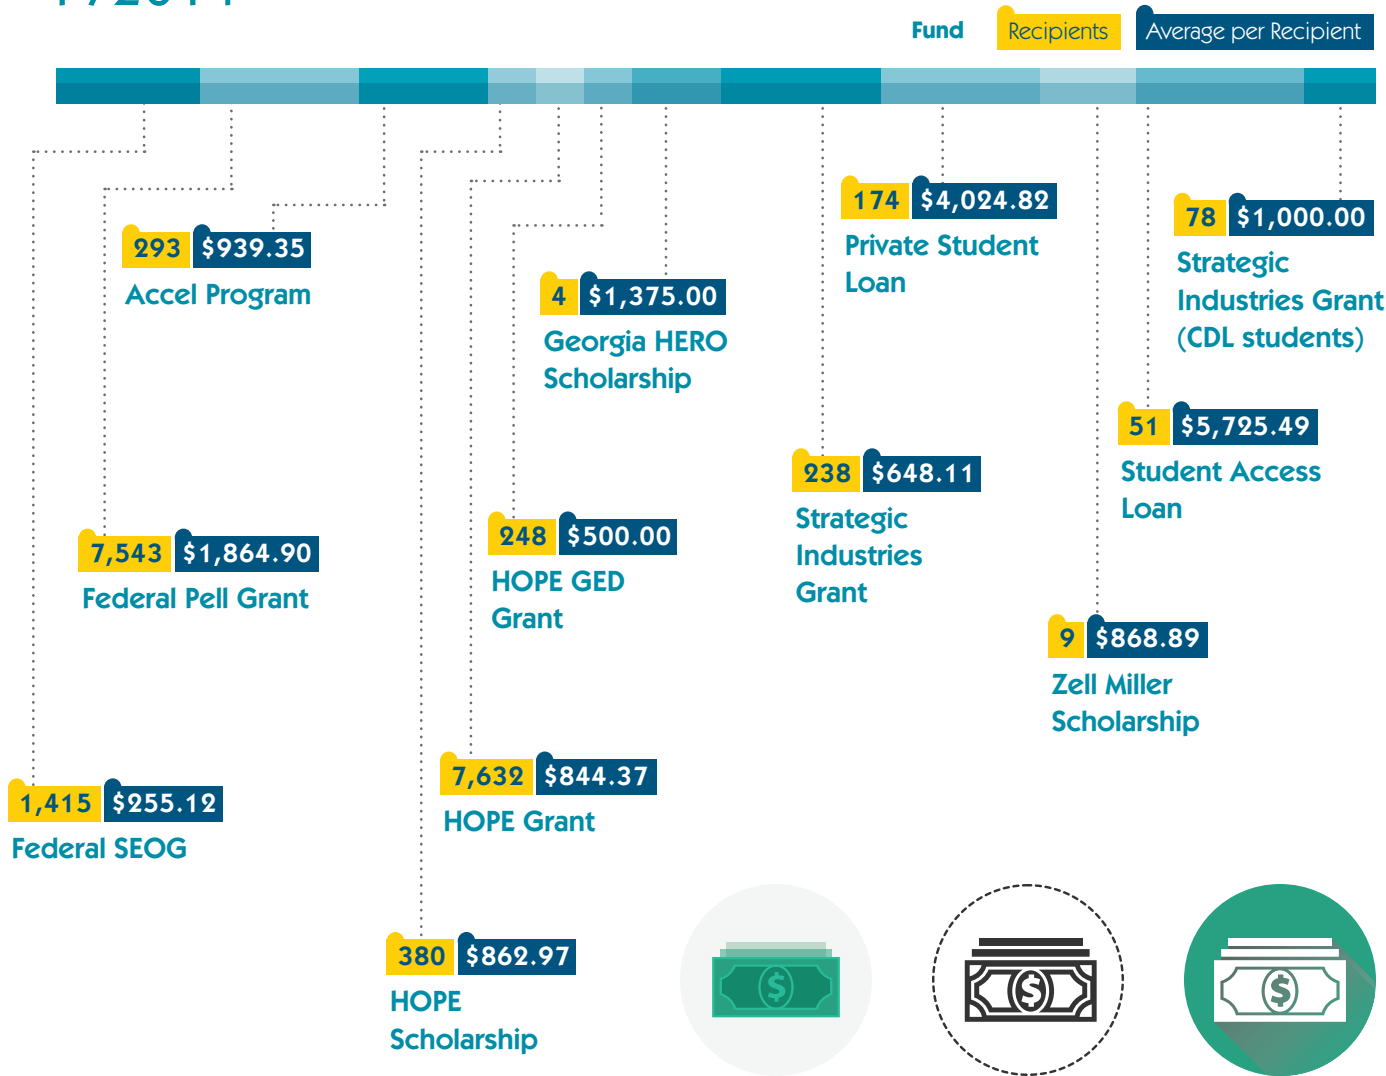 Fund Recipients Average per Recipient
174 $4,024.82
Private Student
Loan
78 $1,000.00
Strategic
Industries Grant
(CDL students)
293 $939.35
Accel Program
4 $1,375.00
Georgia HERO
Scholarship
51 $5,725.49
Student Access
Loan
238 $648.11
Strategic
Industries
Grant
248 $500.00
HOPE GED
Grant
7,543 $1,864.90
Federal Pell Grant
9 $868.89
Zell Miller
Scholarship
7,632 $844.37
HOPE Grant
1,415 $255.12
Federal SEOG
380 $862.97
HOPE
Scholarship
$ $ $